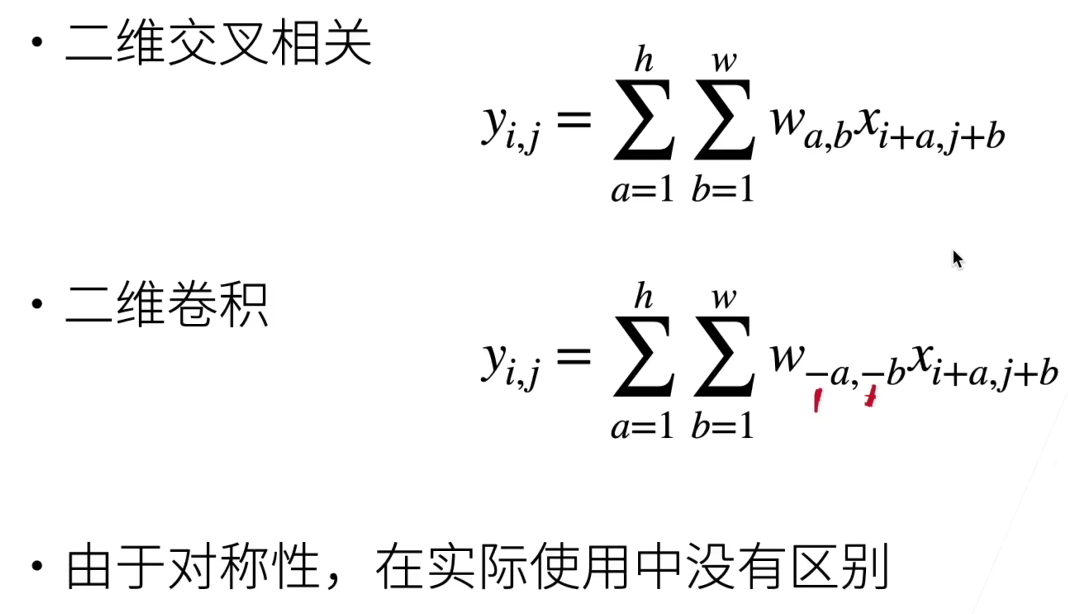 • 二维交叉相关
y_{i,j} = \sum_{a=1}^{h} \sum_{b=1}^{w} w_{a,b} x_{i+a,j+b}
• 二维卷积
y_{i,j} = \sum_{a=1}^{h} \sum_{b=1}^{w} w_{-a,-b} x_{i+a,j+b}
• 由于对称性，在实际使用中没有区别